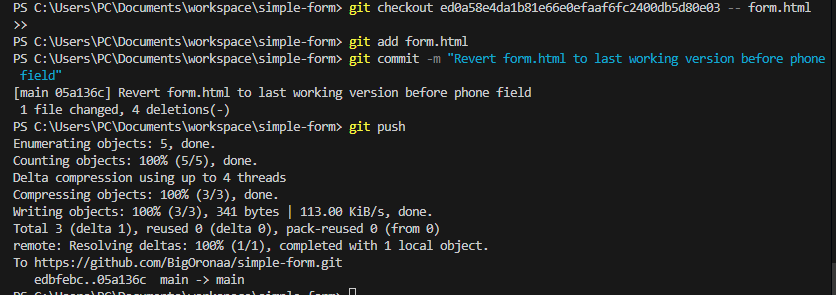 PS C:\Users\PC\Documents\workspace\simple-form> git checkout ed0a58e4da1b81e66e0efaaf6fc2400db5d80e03 -- form.html
>>
PS C:\Users\PC\Documents\workspace\simple-form> git add form.html
PS C:\Users\PC\Documents\workspace\simple-form> git commit -m "Revert form.html to last working version before phone
 field"
[main 05a136c] Revert form.html to last working version before phone field
 1 file changed, 4 deletions(-)
PS C:\Users\PC\Documents\workspace\simple-form> git push
Enumerating objects: 5, done.
Counting objects: 100% (5/5), done.
Delta compression using up to 4 threads
Compressing objects: 100% (3/3), done.
Writing objects: 100% (3/3), 341 bytes | 113.00 KiB/s, done.
Total 3 (delta 1), reused 0 (delta 0), pack-reused 0 (from 0)
remote: Resolving deltas: 100% (1/1), completed with 1 local object.
To https://github.com/BigOronaa/simple-form.git
   edbfebc..05a136c  main -> main
PS C:\Users\PC\Documents\workspace\simple-form>